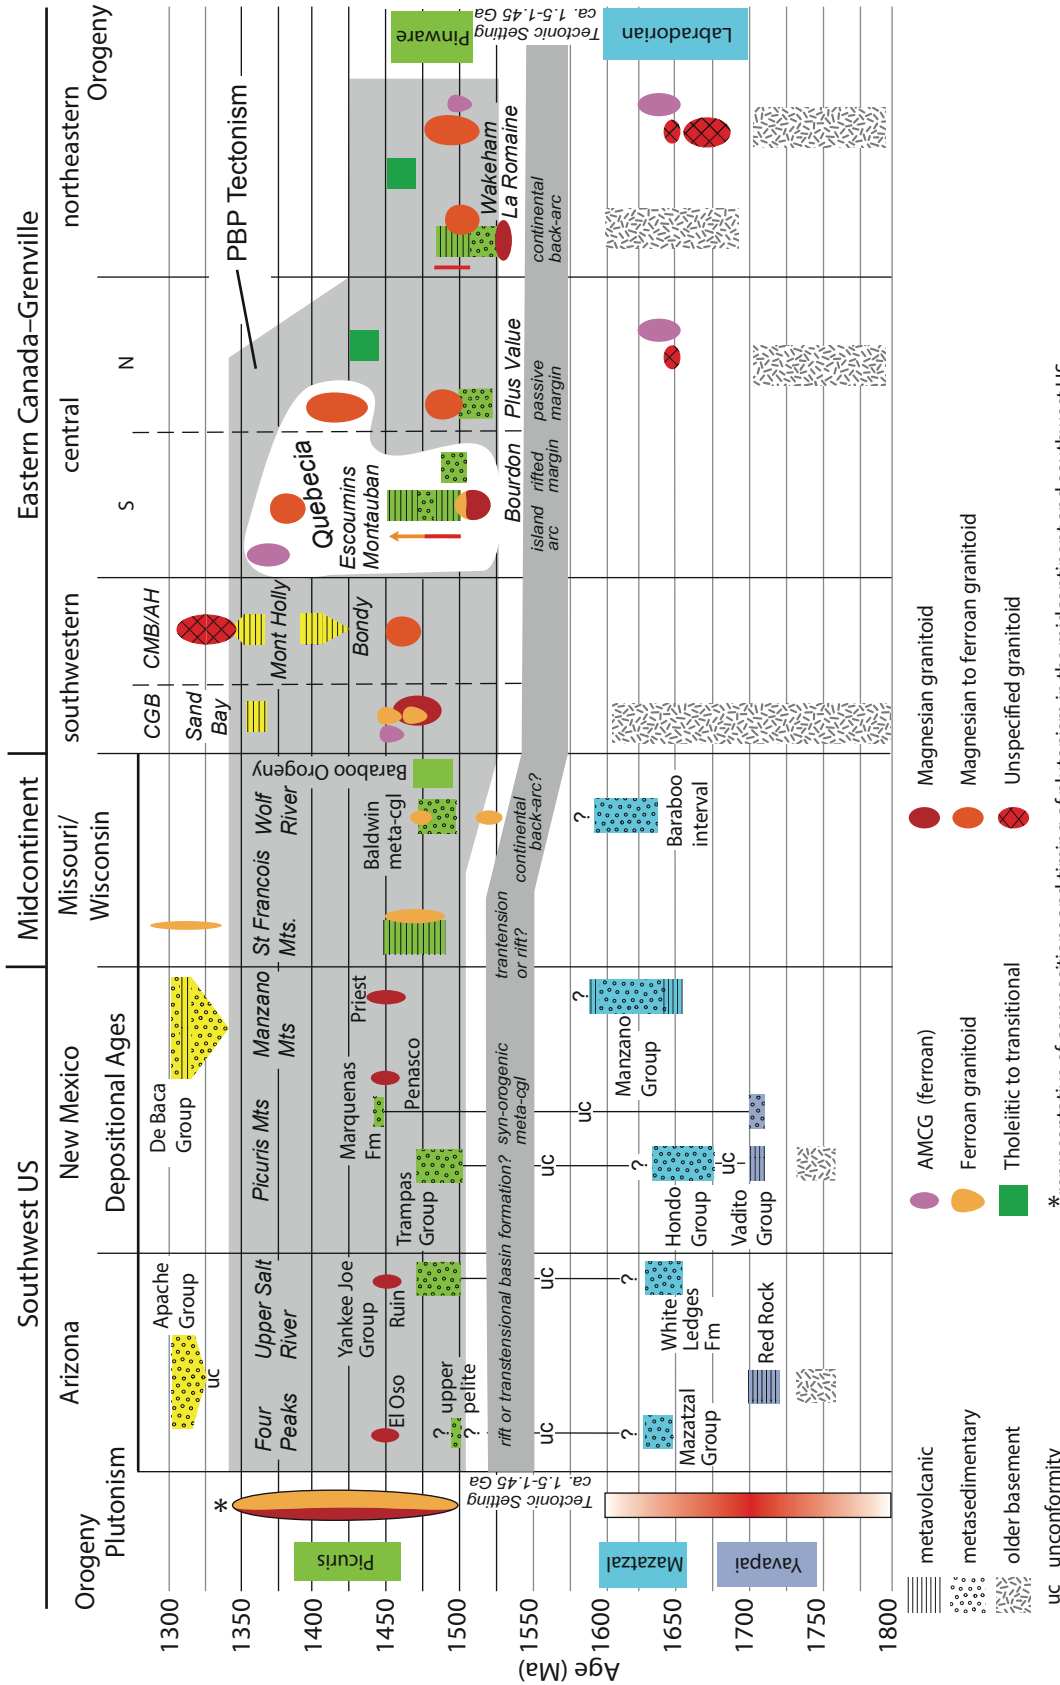 Southwest US
Midcontinent
Eastern Canada–Grenville
Orogeny
Plutonism
Arizona
New Mexico
Missouri/
Wisconsin
southwestern
central
northeastern
Orogeny
Depositional Ages
S
N
PBP Tectonism
Age (Ma)
1300
1350
1400
1450
1500
1550
1600
1650
1700
1750
1800
Picuris
Mazatzal
Yavapai
*
Tectonic Setting
ca. 1.5-1.45 Ga
Apache
Group
uc
Four
Peaks
Upper Salt
River
Yankee Joe
Group
El Oso
Ruin
? upper
? pelite
rift or transtensional basin formation?
uc
uc
?
?
White
Ledges
Fm
Mazatzal
Group
Red Rock
De Baca
Group
Picuris Mts
Manzano
Mts
Marquenas
Fm
Priest
Penasco
Trampas
Group
syn-orogenic
meta-cgl
uc
uc
?
?
Manzano
Group
Hondo
Group
uc
Vadito
Group
St Francois
Mts.
Wolf
River
Baraboo Orogeny
Baldwin
meta-cgl
trantension
or rift?
continental
back-arc?
?
Baraboo
interval
CGB
CMB/AH
Sand
Bay
Mont Holly
Bondy
Quebecia
Escoumins
Montauban
Bourdon
Plus Value
island
arc
rifted
margin
passive
margin
Wakeham
La Romaine
continental
back-arc
Pinware
Tectonic Setting
ca. 1.5-1.45 Ga
Labradorian
metavolcanic
metasedimentary
older basement
uc unconformity
AMCG (ferroan)
Ferroan granitoid
Tholeiitic to transitional
Magnesian granitoid
Magnesian to ferroan granitoid
Unspecified granitoid